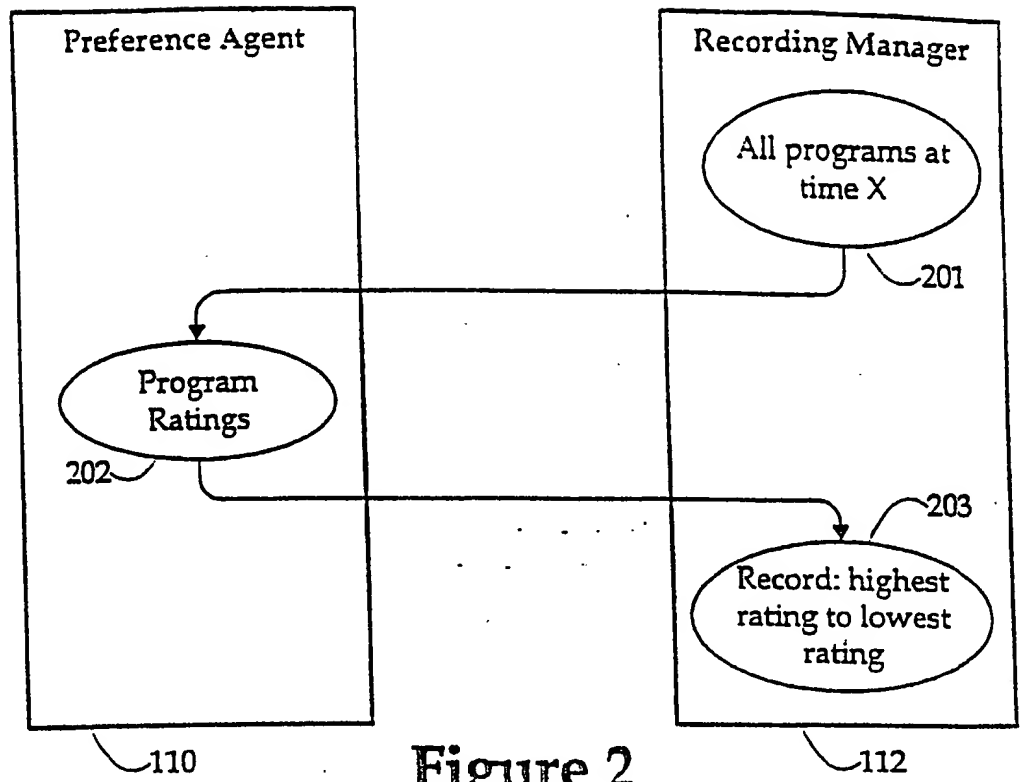 Preference Agent
Recording Manager
All programs at
time X
201
Program
Ratings
202
203
Record: highest
rating to lowest
rating
110
Figure 2
112